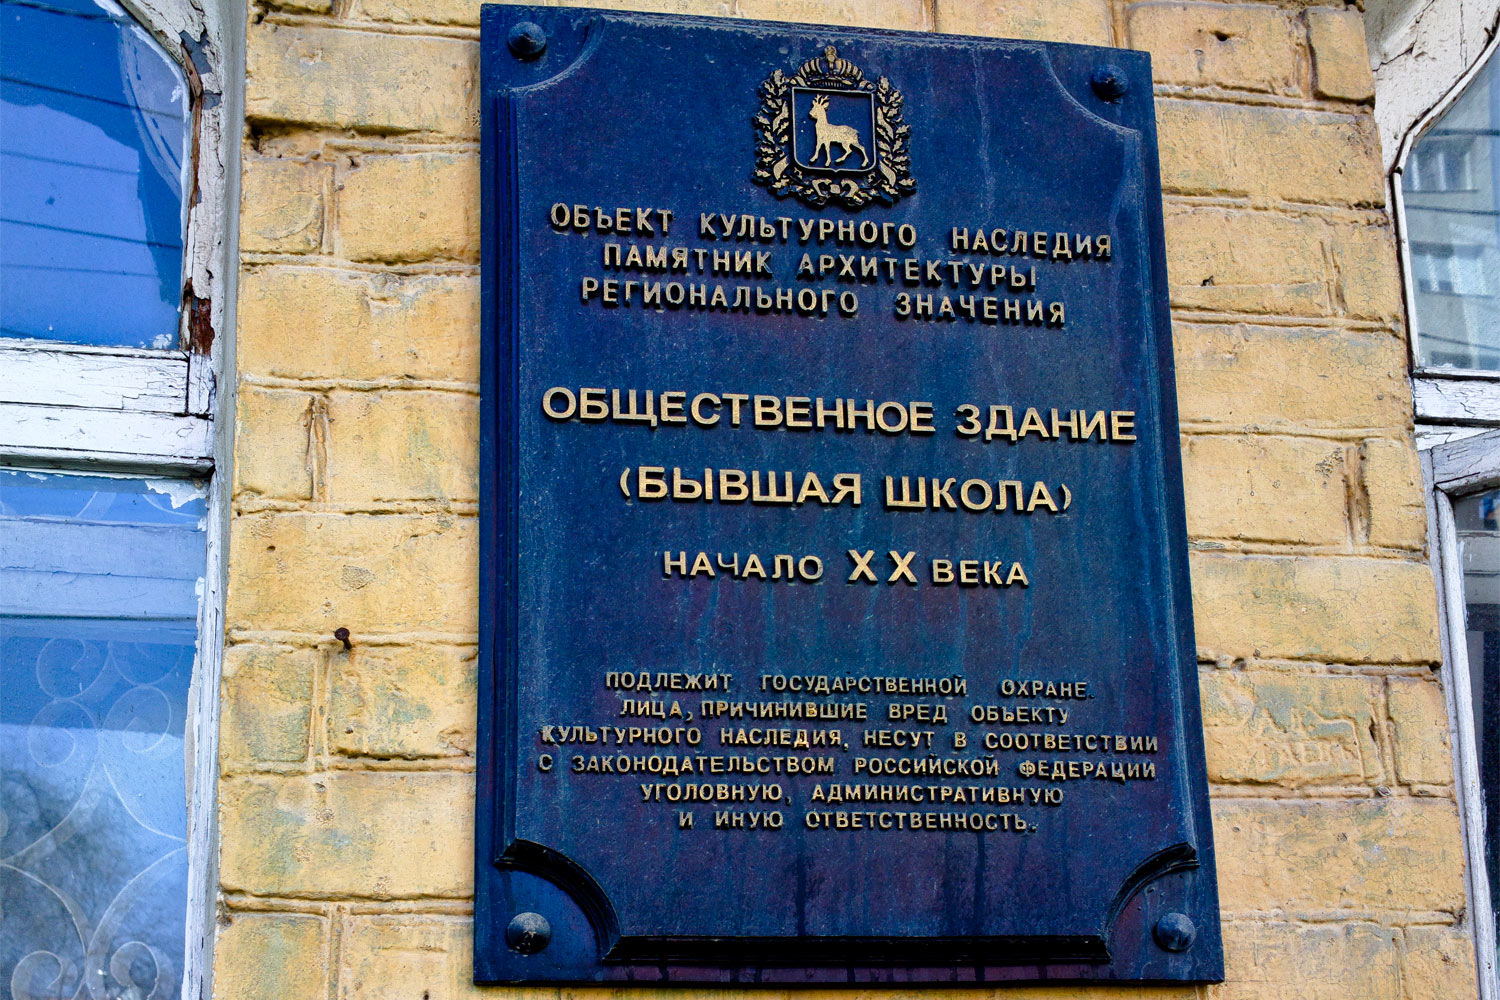 ОБЪЕКТ КУЛЬТУРНОГО НАСЛЕДИЯ
ПАМЯТНИК АРХИТЕКТУРЫ
РЕГИОНАЛЬНОГО ЗНАЧЕНИЯ
ОБЩЕСТВЕННОЕ ЗДАНИЕ
(БЫВШАЯ ШКОЛА)
НАЧАЛО XX ВЕКА
ПОДЛЕЖИТ ГОСУДАРСТВЕННОЙ ОХРАНЕ.
ЛИЦА, ПРИЧИНИВШИЕ ВРЕД ОБЪЕКТУ
КУЛЬТУРНОГО НАСЛЕДИЯ, НЕСУТ В СООТВЕТСТВИИ
С ЗАКОНОДАТЕЛЬСТВОМ РОССИЙСКОЙ ФЕДЕРАЦИИ
УГОЛОВНУЮ, АДМИНИСТРАТИВНУЮ
И ИНУЮ ОТВЕТСТВЕННОСТЬ.